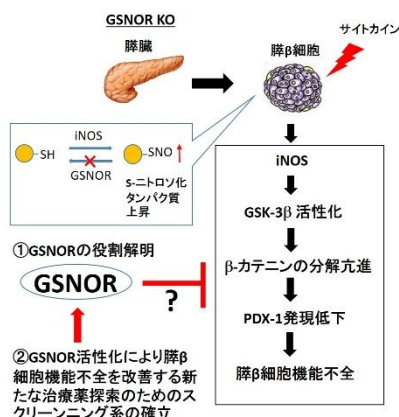 GSNOR KO
膵臓
膵β細胞
サイトカイン
iNOS
-SH
-SNO
GSNOR
S-ニトロソ化
タンパク質
上昇
iNOS
GSK-3β 活性化
β-カテニンの分解亢進
PDX-1発現低下
膵β細胞機能不全
①GSNORの役割解明
GSNOR
?
②GSNOR活性化により膵β
細胞機能不全を改善する新
たな治療薬探索のためのス
クリーンニング系の確立